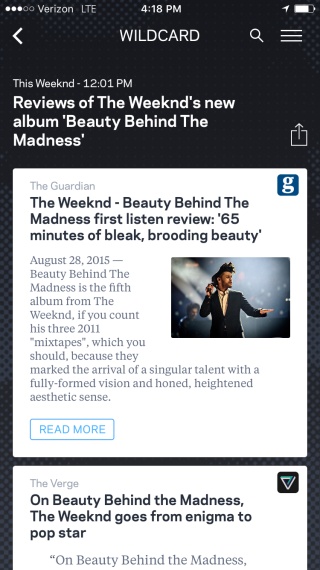 Verizon LTE 4:18 PM
WILDCARD
This Weeknd - 12:01 PM
Reviews of The Weeknd's new
album 'Beauty Behind The
Madness'
The Guardian
g
The Weeknd - Beauty Behind The
Madness first listen review: '65
minutes of bleak, brooding beauty'
August 28, 2015 —
Beauty Behind The
Madness is the fifth
album from The
Weeknd, if you count
his three 2011
"mixtapes", which you
should, because they
marked the arrival of a singular talent with a
fully-formed vision and honed, heightened
aesthetic sense.
READ MORE
The Verge
On Beauty Behind the Madness,
The Weeknd goes from enigma to
pop star
“On Beauty Behind the Madness,